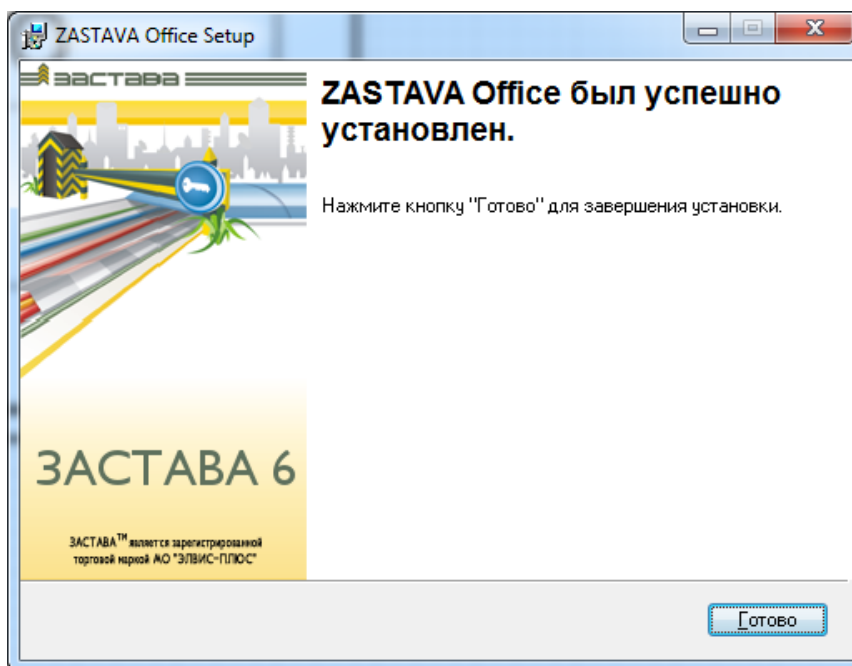 ZASTAVA Office Setup
ЗАСТАВА
ZASTAVA Office был успешно
установлен.
Нажмите кнопку "Готово" для завершения установки.
ЗАСТАВА 6
ЗАСТАВА™ является зарегистрированной
торговой маркой АО "ЭЛВИС-ПЛЮС"
Готово